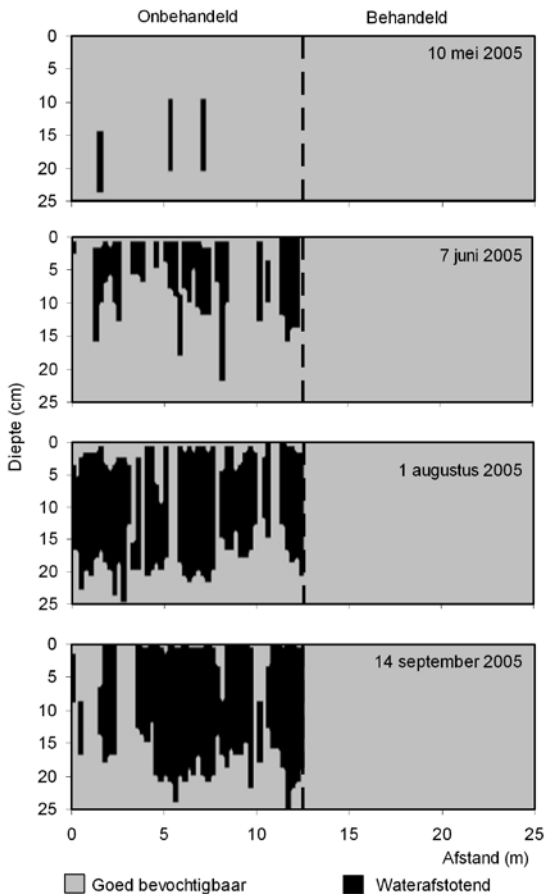 Onbehandeld Behandeld
0
5
10
15
20
25
10 mei 2005
0
5
10
15
20
25
7 juni 2005
Diepte (cm)
0
5
10
15
20
25
1 augustus 2005
0
5
10
15
20
25
14 september 2005
0 5 10 15 20 25
Afstand (m)
Goed bevochtigbaar Waterafstotend